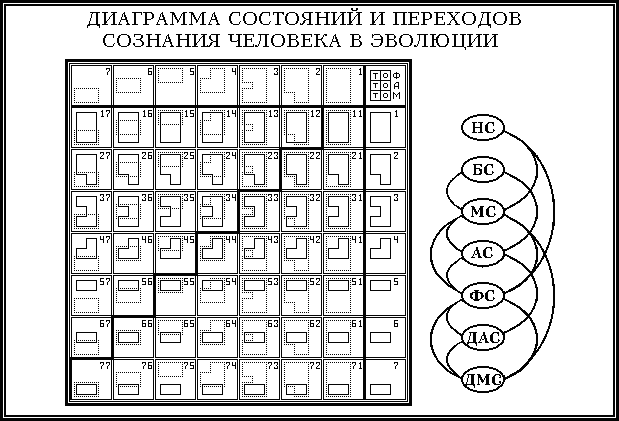 ДИАГРАММА СОСТОЯНИЙ И ПЕРЕХОДОВ
СОЗНАНИЯ ЧЕЛОВЕКА В ЭВОЛЮЦИИ
7 6 5 4 3 2 1 ТО Ф
ТО А
ТО М
17 16 15 14 13 12 11 1
27 26 25 24 23 22 21 2
37 36 35 34 33 32 31 3
47 46 45 44 43 42 41 4
57 56 55 54 53 52 51 5
67 66 65 64 63 62 61 6
77 76 75 74 73 72 71 7
НС
БС
МС
АС
ФС
ДАС
ДМС